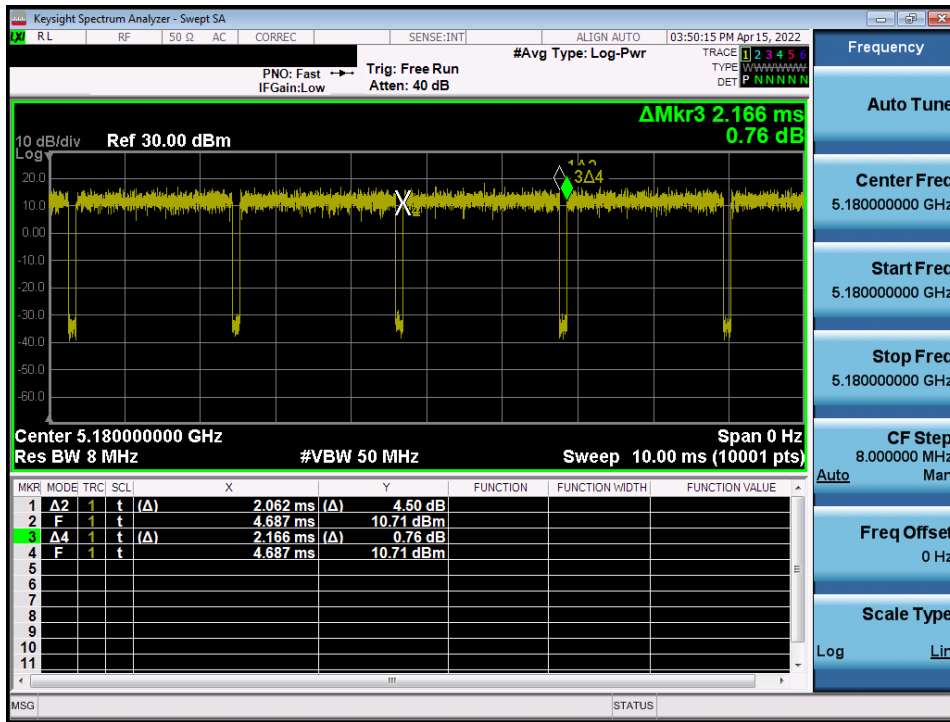 Keysight Spectrum Analyzer - Swept SA
LXI RL RF 50 Ω AC CORREC SENSE:INT ALIGN AUTO 03:50:15 PM Apr 15, 2022
#Avg Type: Log-Pwr
TRACE 1 2 3 4 5 6
TYPE WWWWWW
DET P N N N N N
PNO: Fast
IFGain:Low
Trig: Free Run
Atten: 40 dB
ΔMkr3 2.166 ms
0.76 dB
10 dB/div Ref 30.00 dBm
Log
20.0
10.0
0.00
-10.0
-20.0
-30.0
-40.0
-50.0
-60.0
1Δ2
3Δ4
Center 5.180000000 GHz Span 0 Hz
Res BW 8 MHz #VBW 50 MHz Sweep 10.00 ms (10001 pts)
MKR MODE TRC SCL X Y FUNCTION FUNCTION WIDTH FUNCTION VALUE
1 Δ2 1 t (Δ) 2.062 ms (Δ) 4.50 dB
2 F 1 t 4.687 ms 10.71 dBm
3 Δ4 1 t (Δ) 2.166 ms (Δ) 0.76 dB
4 F 1 t 4.687 ms 10.71 dBm
5
6
7
8
9
10
11
MSG STATUS
Frequency
Auto Tune
Center Freq
5.180000000 GHz
Start Freq
5.180000000 GHz
Stop Freq
5.180000000 GHz
CF Step
8.000000 MHz
Auto Man
Freq Offset
0 Hz
Scale Type
Log Lin